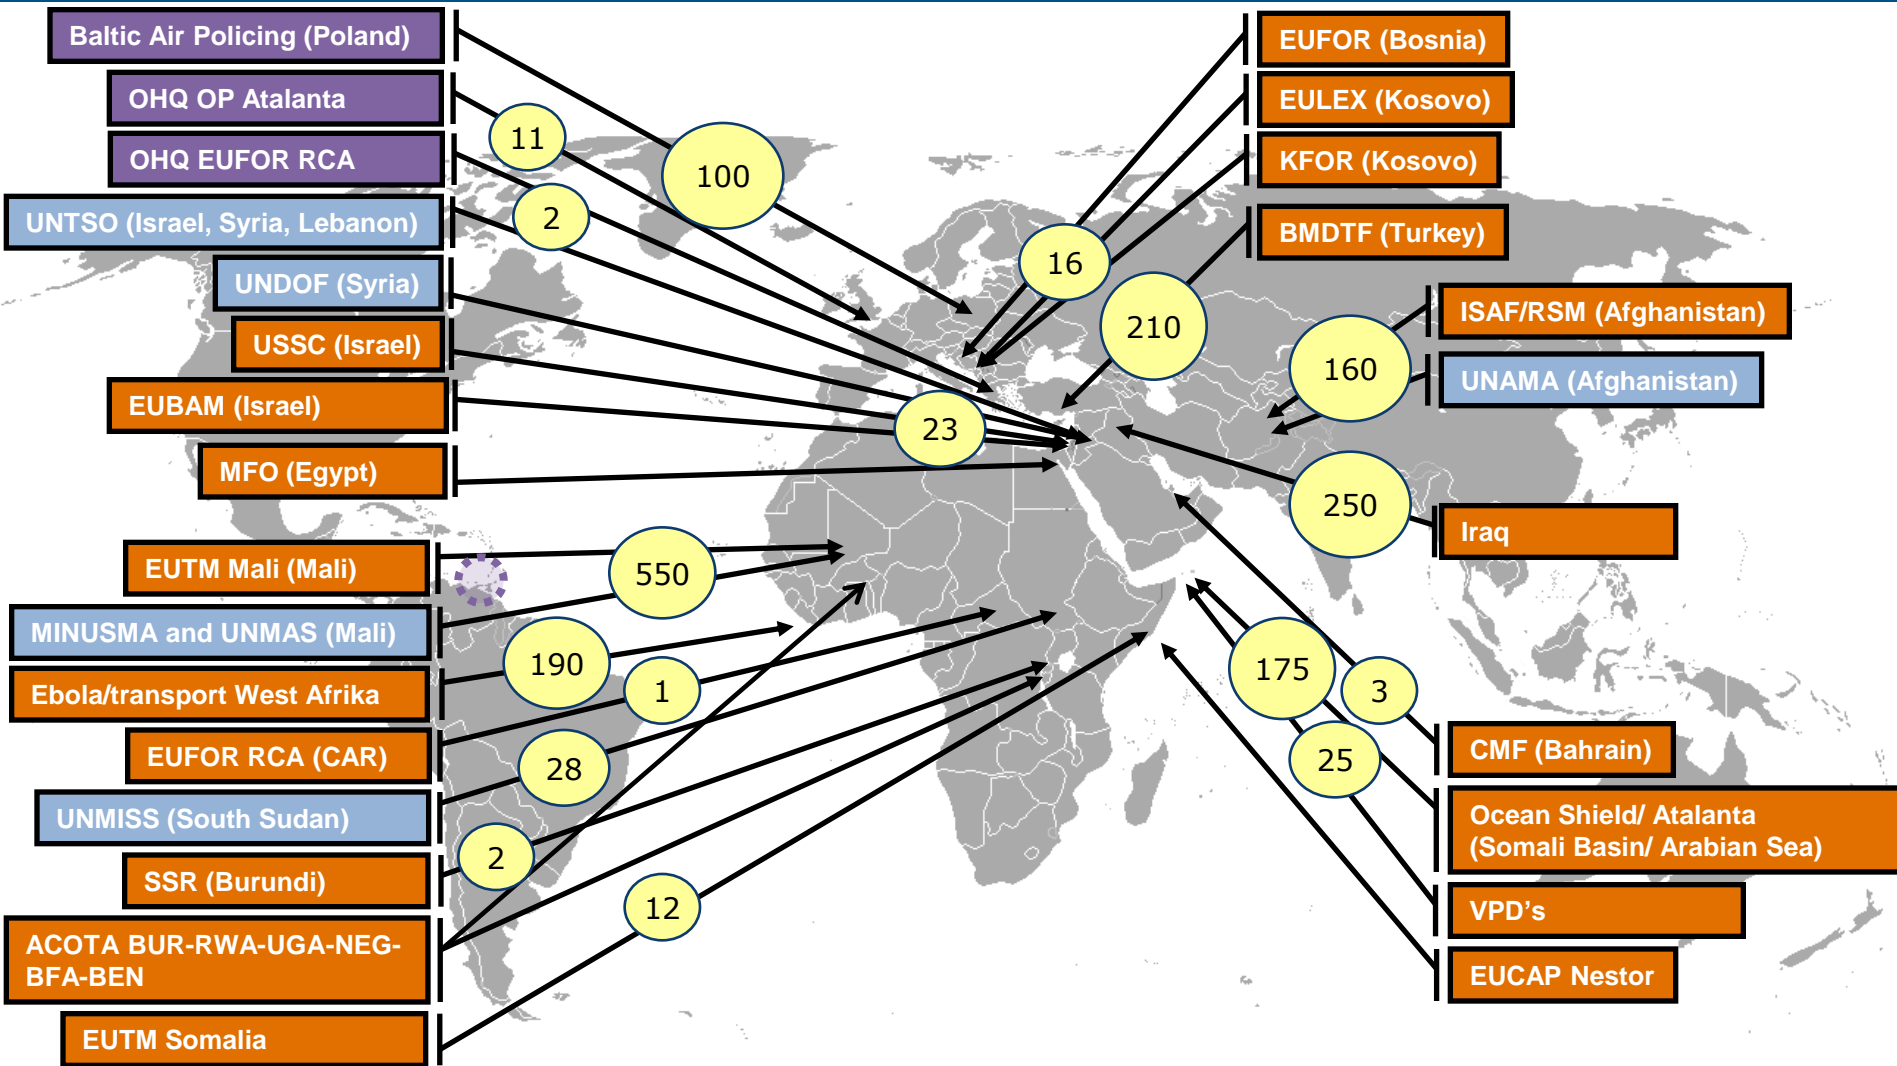 Baltic Air Policing (Poland)
OHQ OP Atalanta
OHQ EUFOR RCA
UNTSO (Israel, Syria, Lebanon)
UNDOF (Syria)
USSC (Israel)
EUBAM (Israel)
MFO (Egypt)
EUTM Mali (Mali)
MINUSMA and UNMAS (Mali)
Ebola/transport West Afrika
EUFOR RCA (CAR)
UNMISS (South Sudan)
SSR (Burundi)
ACOTA BUR-RWA-UGA-NEG-
BFA-BEN
EUTM Somalia
11
100
2
23
550
190
1
28
2
12
16
210
160
250
175
3
25
EUFOR (Bosnia)
EULEX (Kosovo)
KFOR (Kosovo)
BMDTF (Turkey)
ISAF/RSM (Afghanistan)
UNAMA (Afghanistan)
Iraq
CMF (Bahrain)
Ocean Shield/ Atalanta
(Somali Basin/ Arabian Sea)
VPD’s
EUCAP Nestor